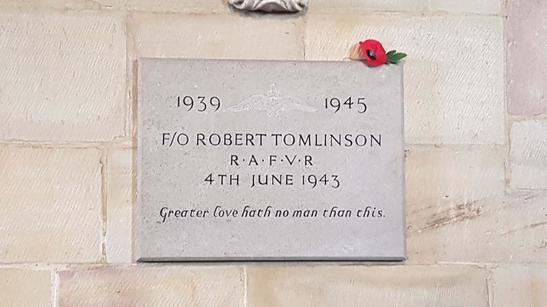 1939 1945
F/O ROBERT TOMLINSON
R·A·F·V·R
4TH JUNE 1943
Greater love hath no man than this.